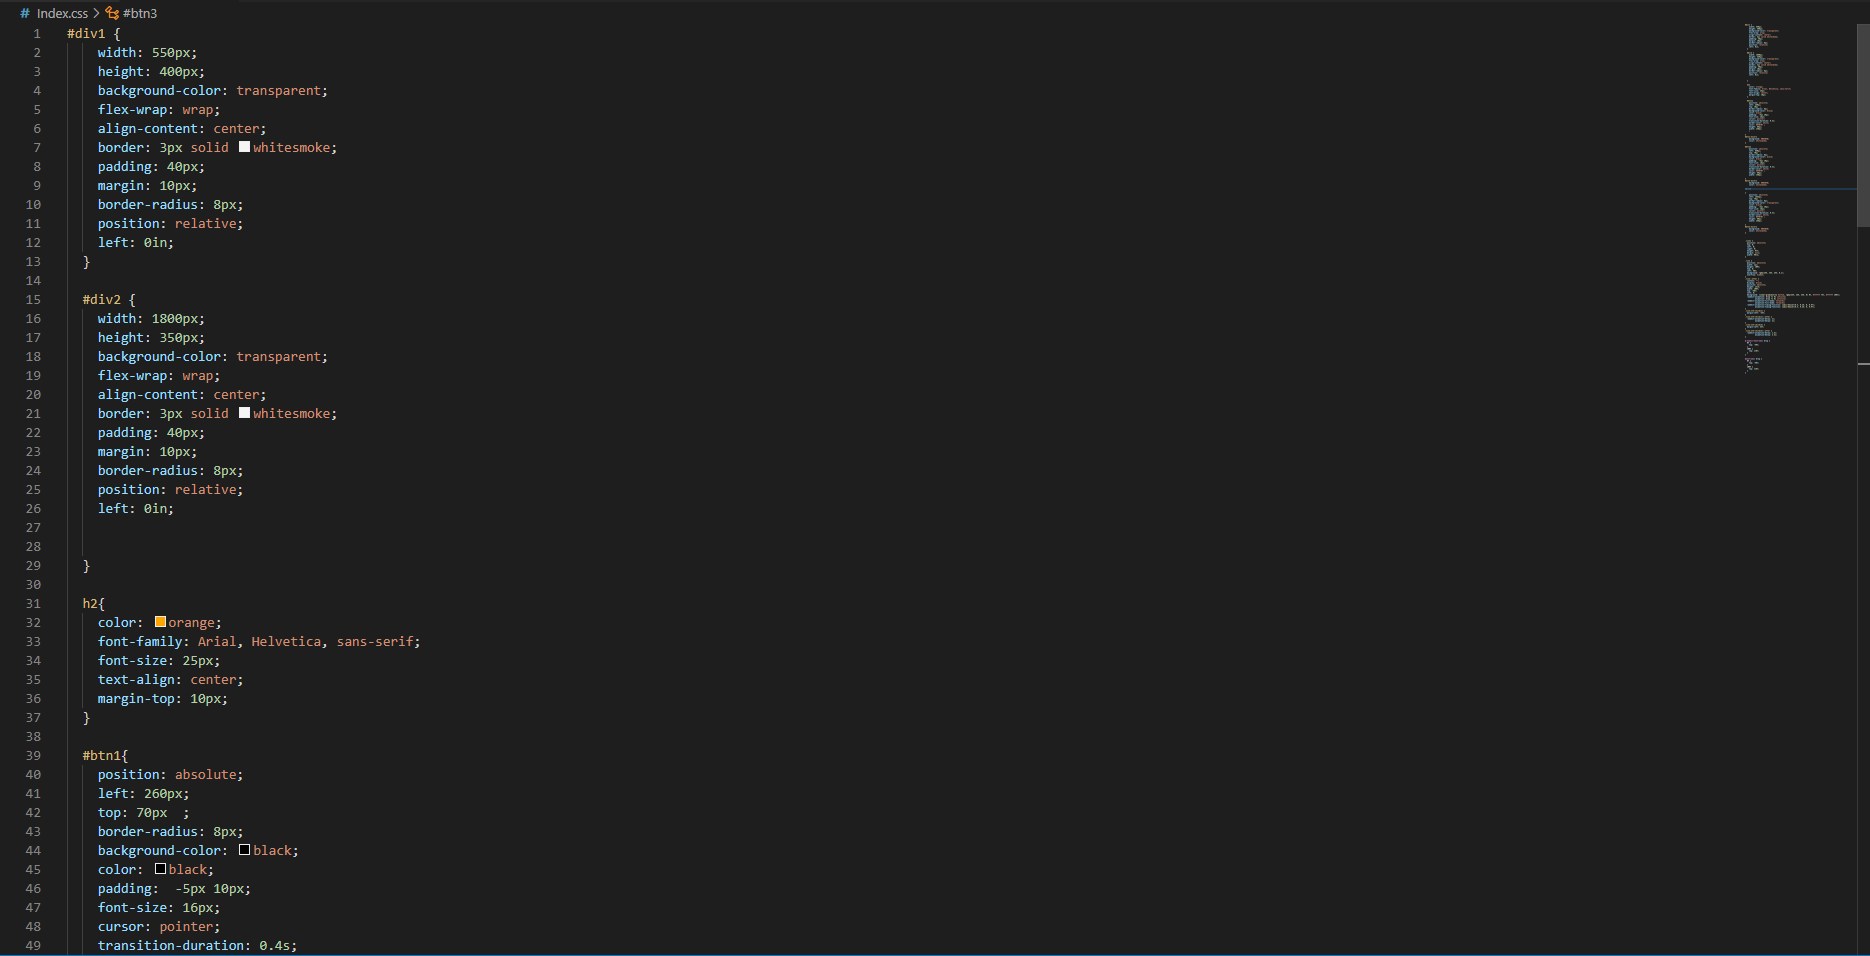 # Index.css > #btn3
1 #div1 {
2 width: 550px;
3 height: 400px;
4 background-color: transparent;
5 flex-wrap: wrap;
6 align-content: center;
7 border: 3px solid whitesmoke;
8 padding: 40px;
9 margin: 10px;
10 border-radius: 8px;
11 position: relative;
12 left: 0in;
13 }
14
15 #div2 {
16 width: 1800px;
17 height: 350px;
18 background-color: transparent;
19 flex-wrap: wrap;
20 align-content: center;
21 border: 3px solid whitesmoke;
22 padding: 40px;
23 margin: 10px;
24 border-radius: 8px;
25 position: relative;
26 left: 0in;
27
28
29 }
30
31 h2{
32 color: orange;
33 font-family: Arial, Helvetica, sans-serif;
34 font-size: 25px;
35 text-align: center;
36 margin-top: 10px;
37 }
38
39 #btn1{
40 position: absolute;
41 left: 260px;
42 top: 70px  ;
43 border-radius: 8px;
44 background-color: black;
45 color: black;
46 padding:  -5px 10px;
47 font-size: 16px;
48 cursor: pointer;
49 transition-duration: 0.4s;